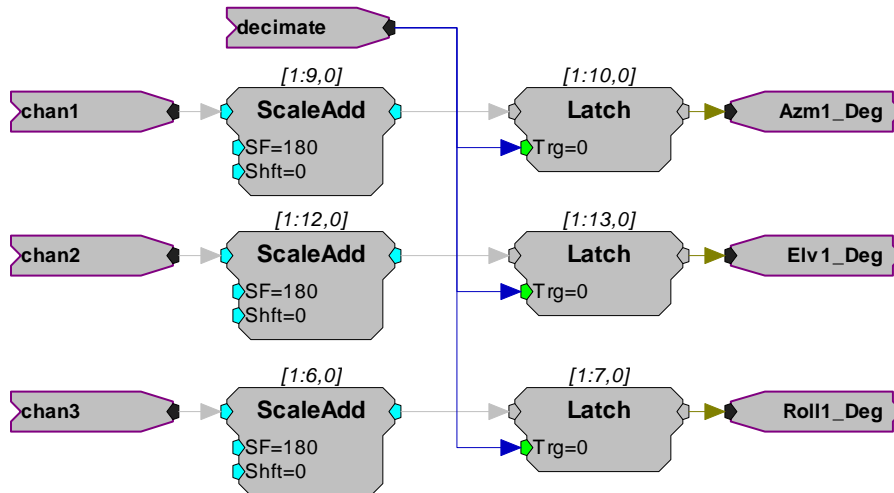 decimate
[1:9,0]
[1:10,0]
chan1
ScaleAdd
Latch
Azm1_Deg
SF=180
Trg=0
Shft=0
[1:12,0]
[1:13,0]
chan2
ScaleAdd
Latch
Elv1_Deg
SF=180
Trg=0
Shft=0
[1:6,0]
[1:7,0]
chan3
ScaleAdd
Latch
Roll1_Deg
SF=180
Trg=0
Shft=0